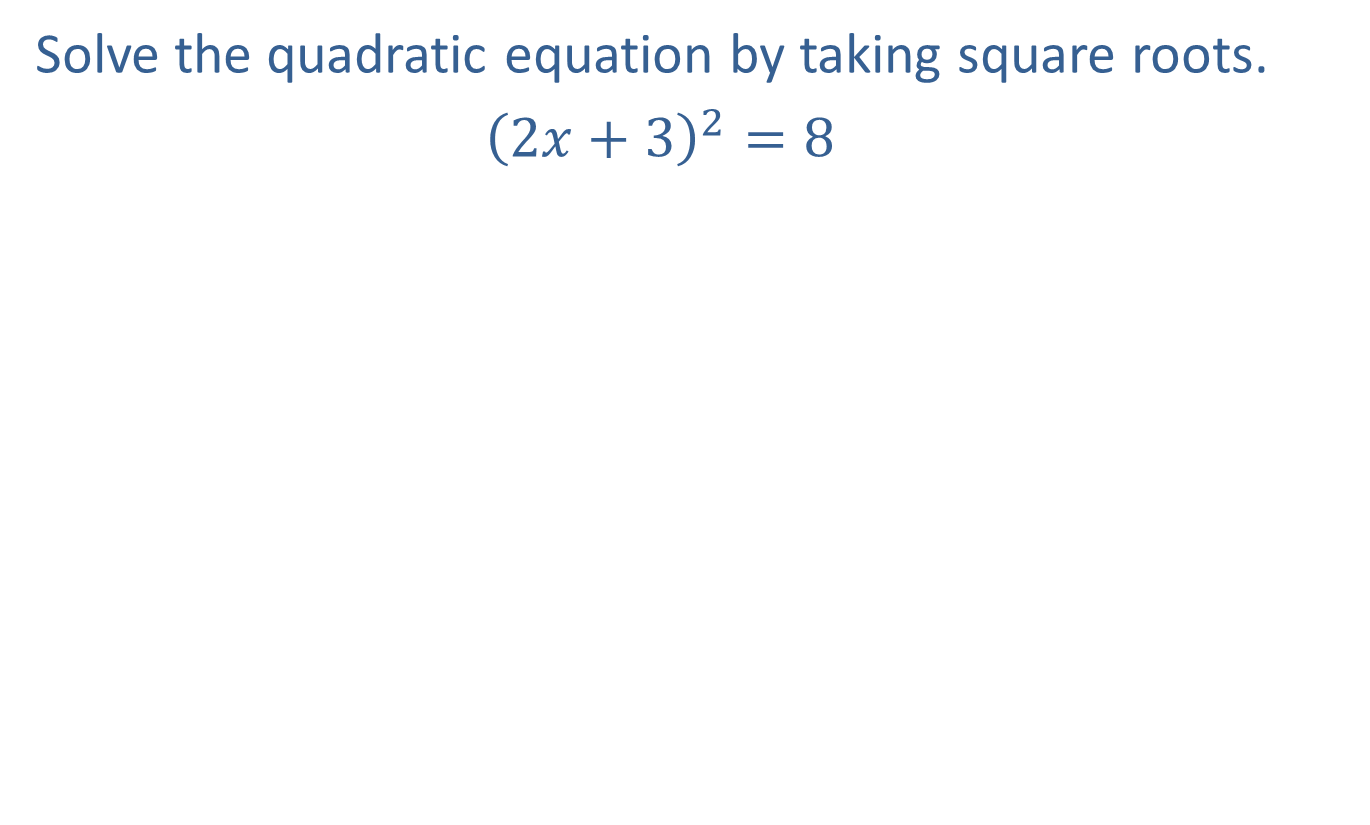 Solve the quadratic equation by taking square roots.
(2x + 3)² = 8